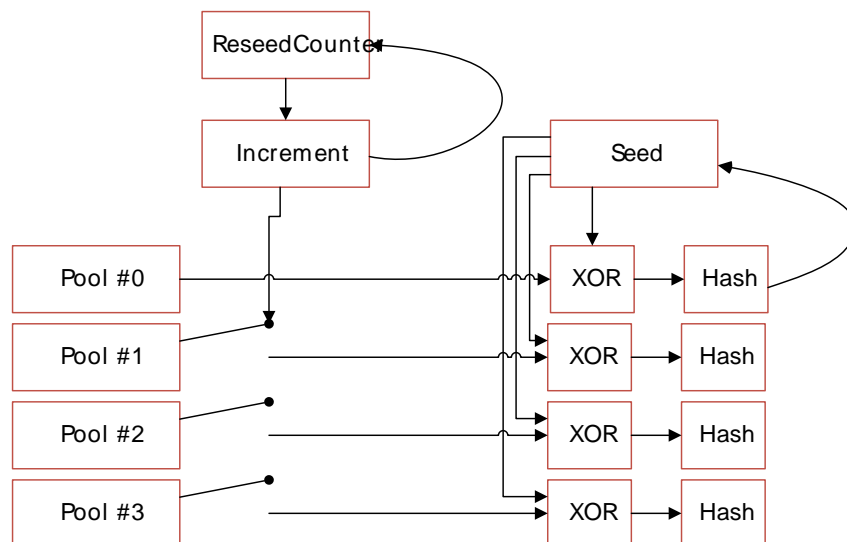 ReseedCounter
Increment
Seed
Pool #0
XOR
Hash
Pool #1
XOR
Hash
Pool #2
XOR
Hash
Pool #3
XOR
Hash